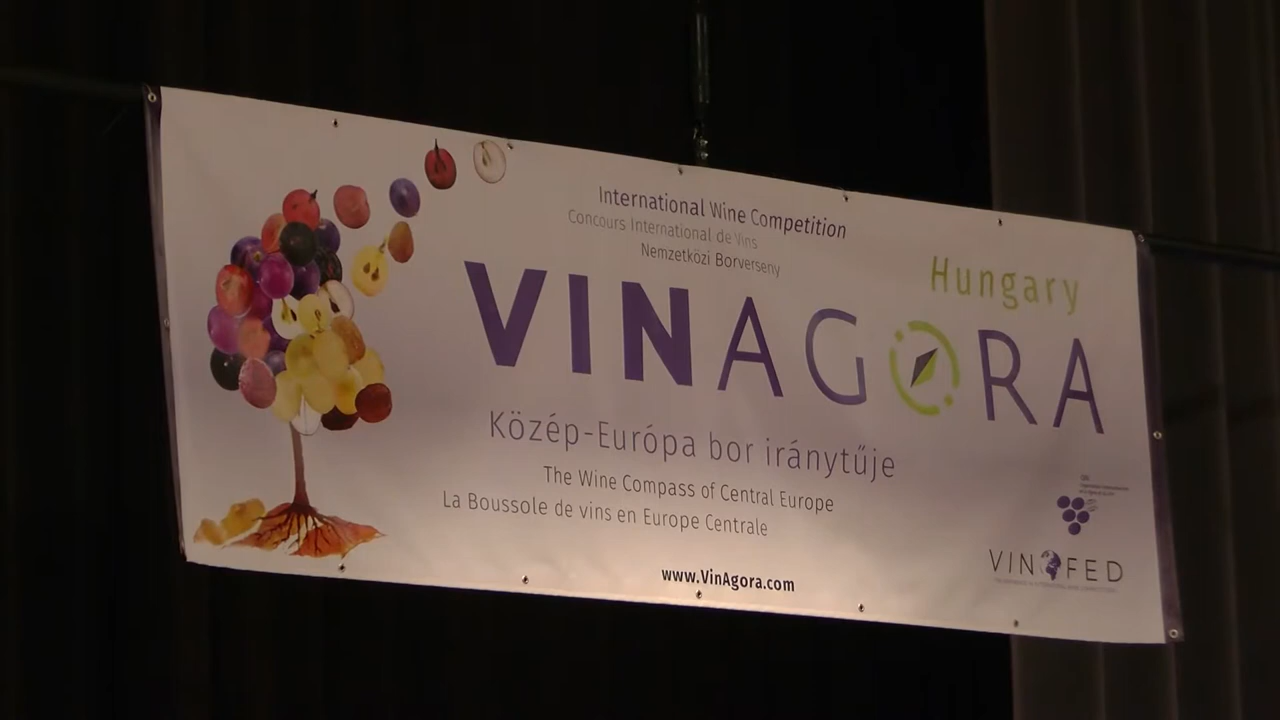 International Wine Competition
Concours International de Vins
Nemzetközi Borverseny
Hungary
VINAGORA
Közép-Európa bor iránytűje
The Wine Compass of Central Europe
La Boussole de vins en Europe Centrale
www.VinAgora.com
VINOFED